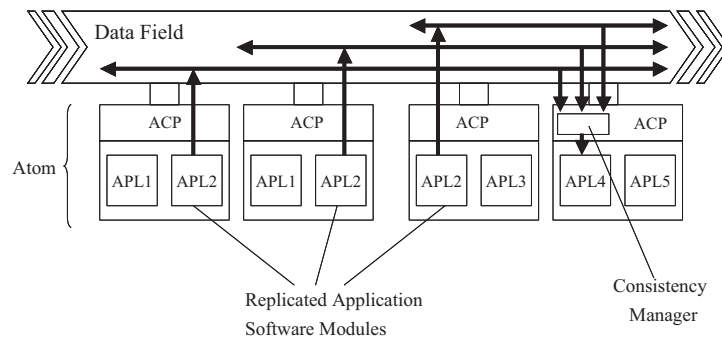 Data Field
ACP
ACP
ACP
ACP
Atom
APL1
APL2
APL1
APL2
APL2
APL3
APL4
APL5
Replicated Application
Software Modules
Consistency
Manager